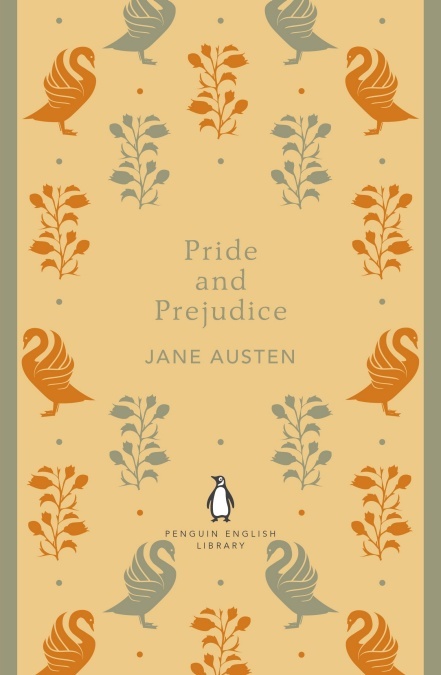 Pride
and
Prejudice
JANE AUSTEN
PENGUIN ENGLISH
LIBRARY